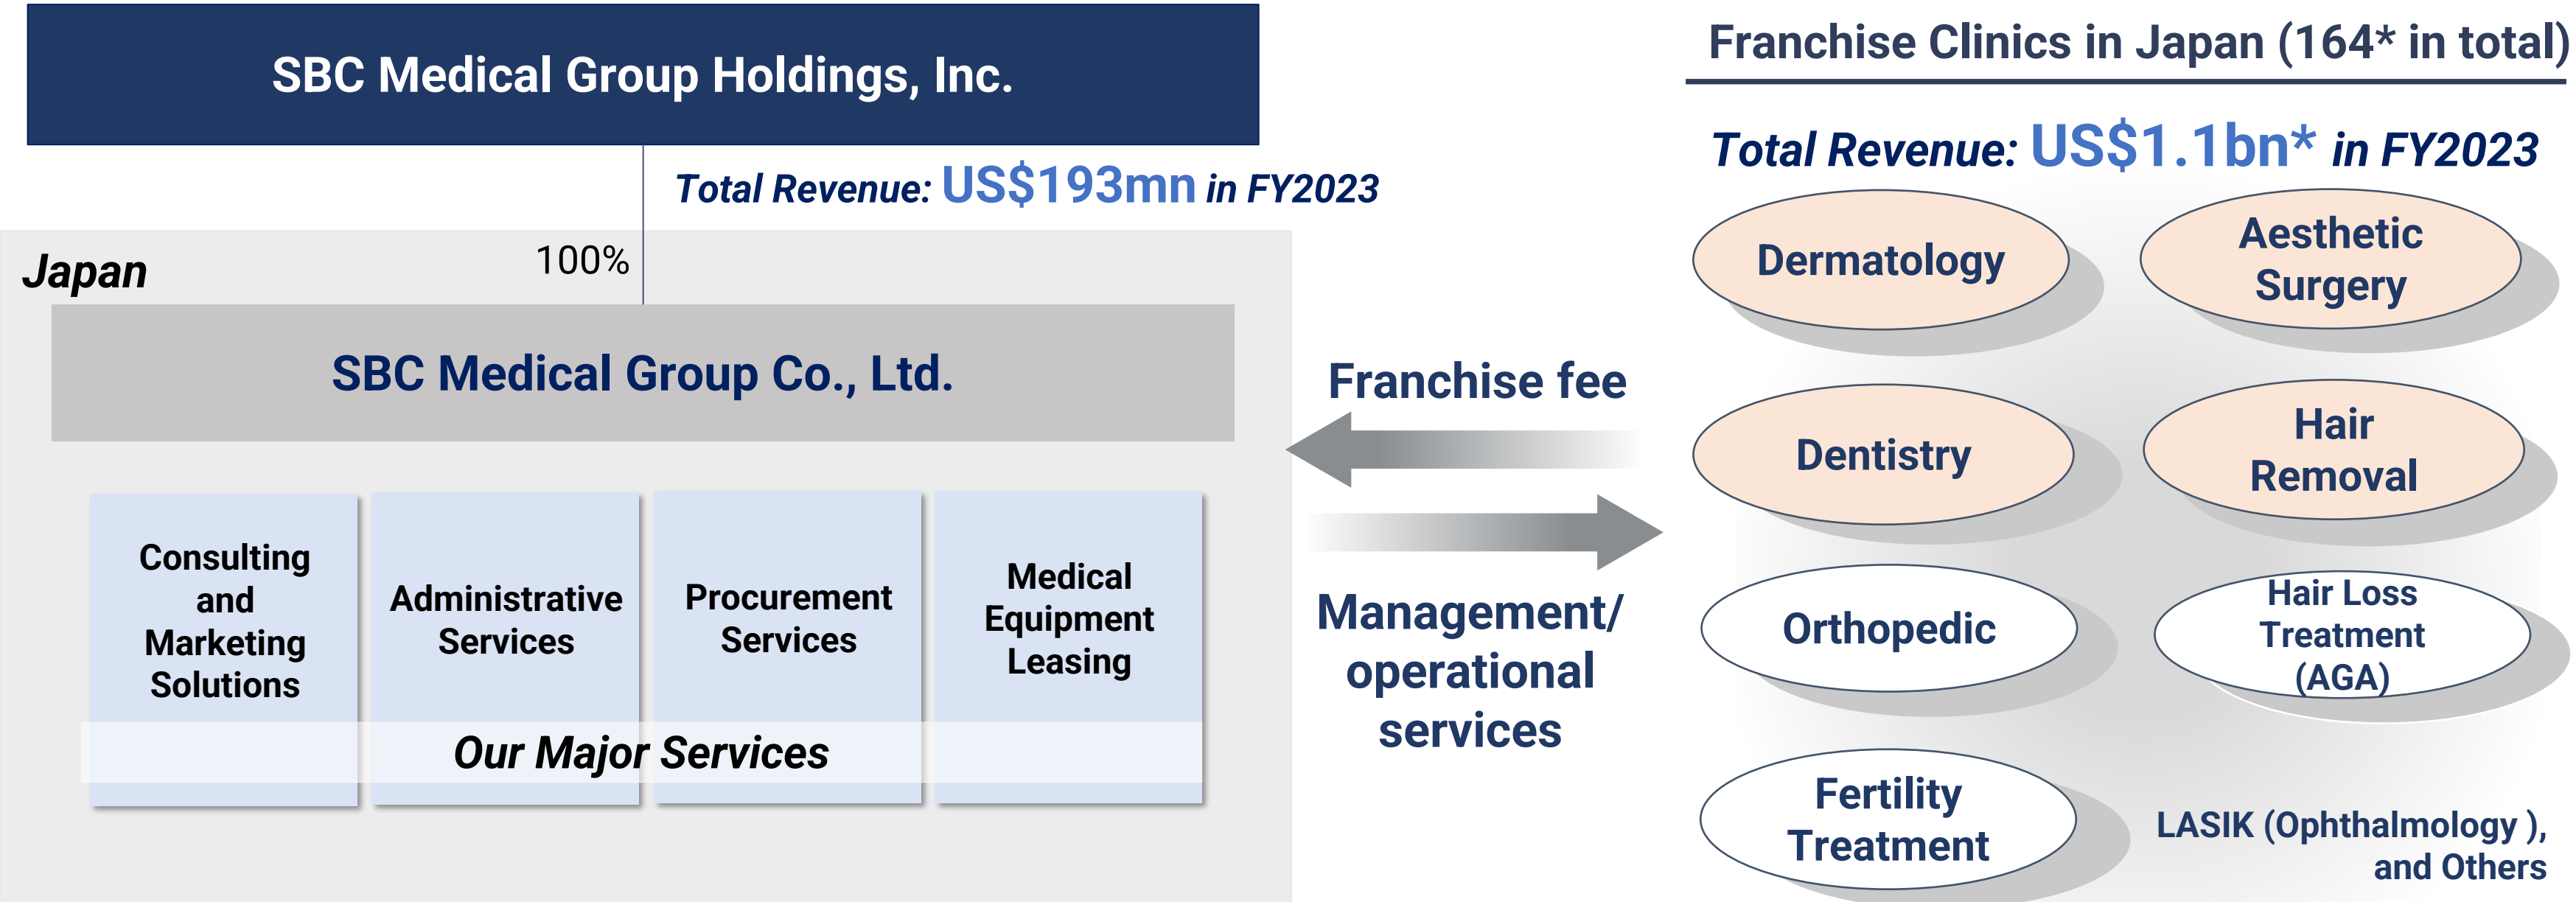 SBC Medical Group Holdings, Inc.
Total Revenue: US$193mn in FY2023
Japan
100%
SBC Medical Group Co., Ltd.
Consulting
and
Marketing
Solutions
Administrative
Services
Procurement
Services
Medical
Equipment
Leasing
Our Major Services
Franchise fee
Management/
operational
services
Franchise Clinics in Japan (164* in total)
Total Revenue: US$1.1bn* in FY2023
Dermatology
Aesthetic
Surgery
Dentistry
Hair
Removal
Orthopedic
Hair Loss
Treatment
(AGA)
Fertility
Treatment
LASIK (Ophthalmology ),
and Others